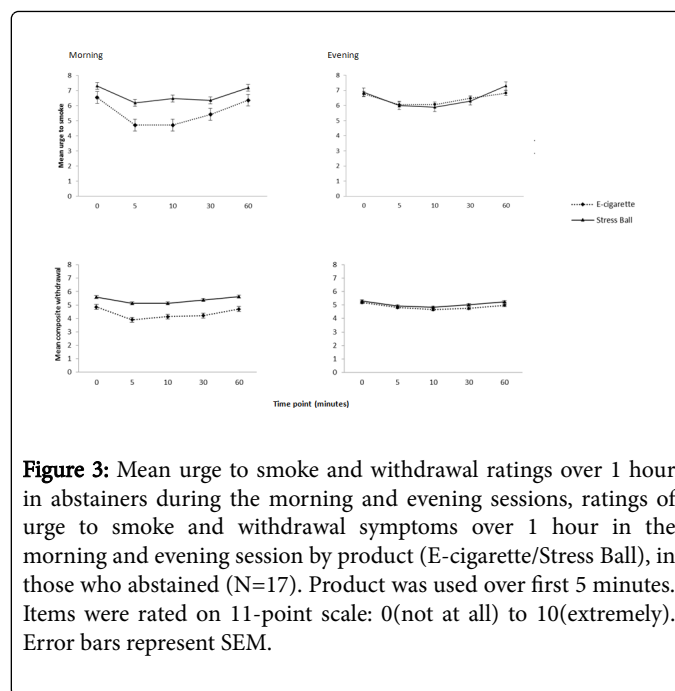 Morning
Evening
Mean urge to smoke
8
7
6
5
4
3
2
1
0
0 5 10 30 60
8
7
6
5
4
3
2
1
0
0 5 10 30 60
E-cigarette
Stress Ball
Mean composite withdrawal
8
7
6
5
4
3
2
1
0
0 5 10 30 60
8
7
6
5
4
3
2
1
0
0 5 10 30 60
Time point (minutes)
Figure 3: Mean urge to smoke and withdrawal ratings over 1 hour
in abstainers during the morning and evening sessions, ratings of
urge to smoke and withdrawal symptoms over 1 hour in the
morning and evening session by product (E-cigarette/Stress Ball), in
those who abstained (N=17). Product was used over first 5 minutes.
Items were rated on 11-point scale: 0(not at all) to 10(extremely).
Error bars represent SEM.